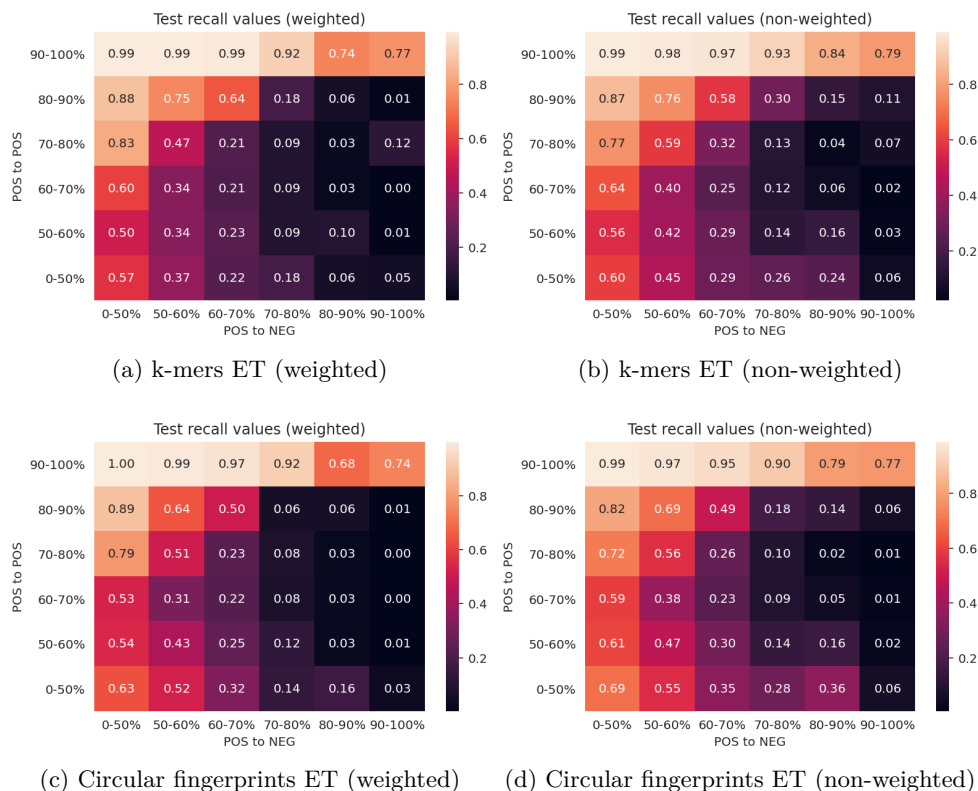 Test recall values (weighted)
90-100% 0.99 0.99 0.99 0.92 0.74 0.77
80-90% 0.88 0.75 0.64 0.18 0.06 0.01
70-80% 0.83 0.47 0.21 0.09 0.03 0.12
60-70% 0.60 0.34 0.21 0.09 0.03 0.00
50-60% 0.50 0.34 0.23 0.09 0.10 0.01
0-50% 0.57 0.37 0.22 0.18 0.06 0.05
0-50% 50-60% 60-70% 70-80% 80-90% 90-100%
POS to NEG
POS to POS
0.8
0.6
0.4
0.2
(a) k-mers ET (weighted)
Test recall values (non-weighted)
90-100% 0.99 0.98 0.97 0.93 0.84 0.79
80-90% 0.87 0.76 0.58 0.30 0.15 0.11
70-80% 0.77 0.59 0.32 0.13 0.04 0.07
60-70% 0.64 0.40 0.25 0.12 0.06 0.02
50-60% 0.56 0.42 0.29 0.14 0.16 0.03
0-50% 0.60 0.45 0.29 0.26 0.24 0.06
0-50% 50-60% 60-70% 70-80% 80-90% 90-100%
POS to NEG
POS to POS
0.8
0.6
0.4
0.2
(b) k-mers ET (non-weighted)
Test recall values (weighted)
90-100% 1.00 0.99 0.97 0.92 0.68 0.74
80-90% 0.89 0.64 0.50 0.06 0.06 0.01
70-80% 0.79 0.51 0.23 0.08 0.03 0.00
60-70% 0.53 0.31 0.22 0.08 0.03 0.00
50-60% 0.54 0.43 0.25 0.12 0.03 0.01
0-50% 0.63 0.52 0.32 0.14 0.16 0.03
0-50% 50-60% 60-70% 70-80% 80-90% 90-100%
POS to NEG
POS to POS
0.8
0.6
0.4
0.2
(c) Circular fingerprints ET (weighted)
Test recall values (non-weighted)
90-100% 0.99 0.97 0.95 0.90 0.79 0.77
80-90% 0.82 0.69 0.49 0.18 0.14 0.06
70-80% 0.72 0.56 0.26 0.10 0.02 0.01
60-70% 0.59 0.38 0.23 0.09 0.05 0.01
50-60% 0.61 0.47 0.30 0.14 0.16 0.02
0-50% 0.69 0.55 0.35 0.28 0.36 0.06
0-50% 50-60% 60-70% 70-80% 80-90% 90-100%
POS to NEG
POS to POS
0.8
0.6
0.4
0.2
(d) Circular fingerprints ET (non-weighted)